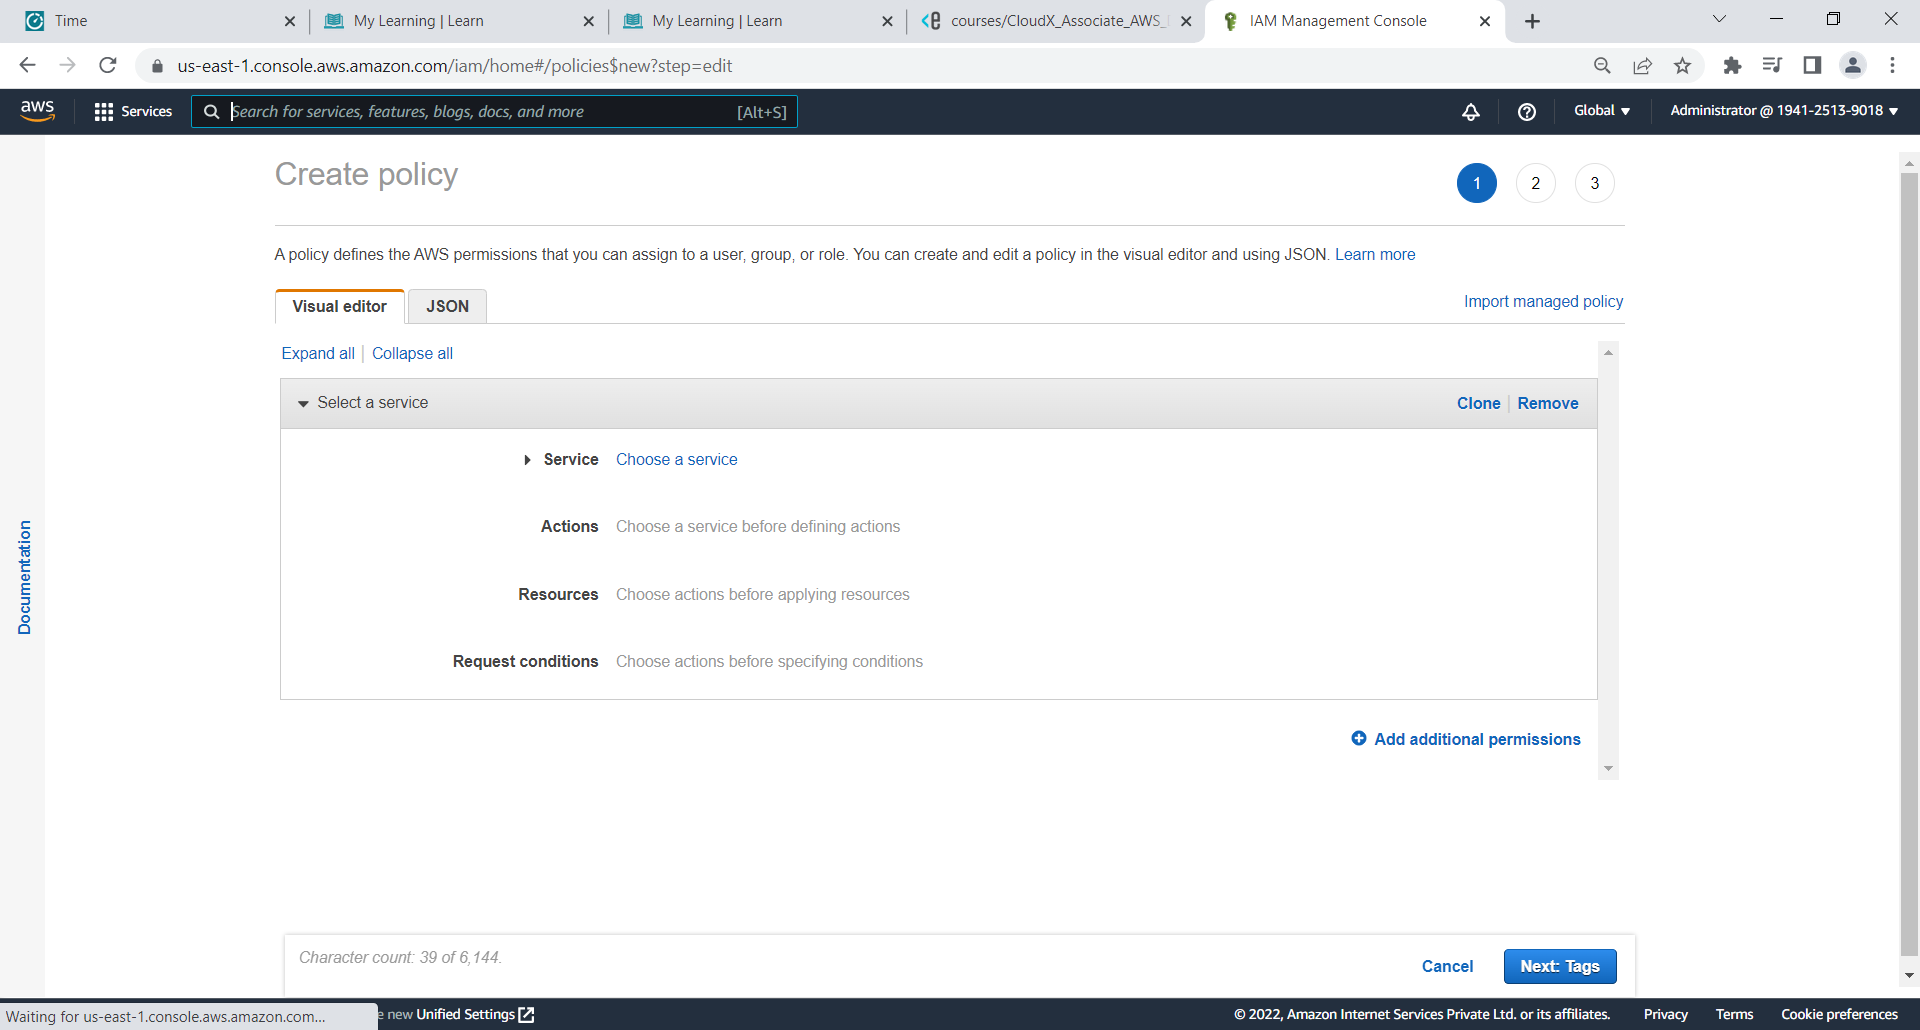 Time
My Learning | Learn
My Learning | Learn
courses/CloudX_Associate_AWS_
IAM Management Console
us-east-1.console.aws.amazon.com/iam/home#/policies$new?step=edit
aws
Services
Search for services, features, blogs, docs, and more
[Alt+S]
Global
Administrator @ 1941-2513-9018
Create policy
1
2
3
A policy defines the AWS permissions that you can assign to a user, group, or role. You can create and edit a policy in the visual editor and using JSON. Learn more
Visual editor
JSON
Import managed policy
Expand all
Collapse all
Select a service
Clone
Remove
Service
Choose a service
Actions
Choose a service before defining actions
Resources
Choose actions before applying resources
Request conditions
Choose actions before specifying conditions
Add additional permissions
Documentation
Character count: 39 of 6,144.
Cancel
Next: Tags
Waiting for us-east-1.console.aws.amazon.com...
e new Unified Settings
© 2022, Amazon Internet Services Private Ltd. or its affiliates.
Privacy
Terms
Cookie preferences